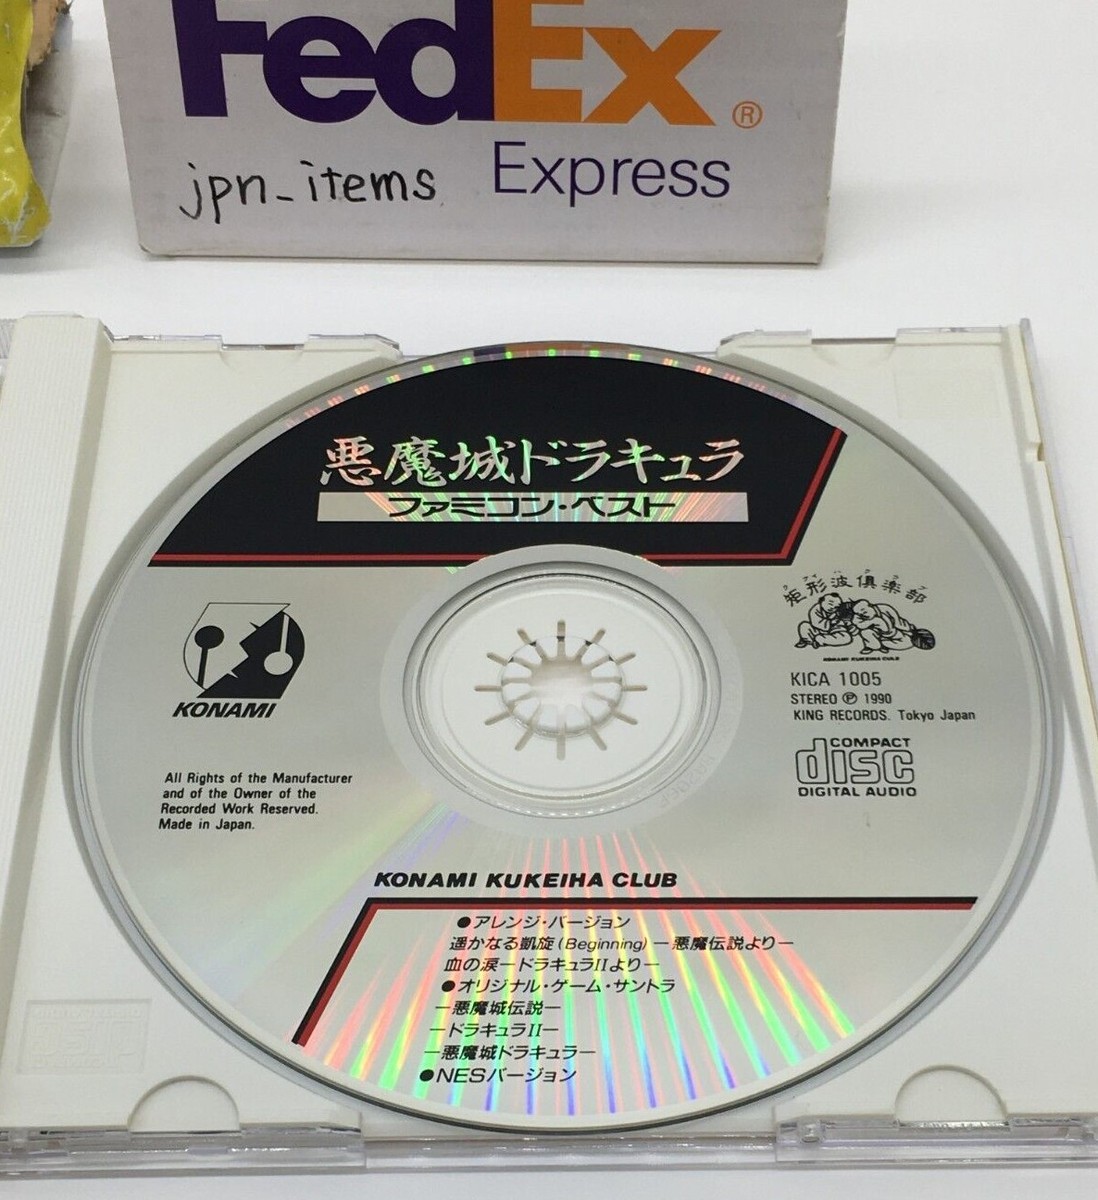 FedEx®
Express
jpn_items
悪魔城ドラキュラ
ファミコン・ベスト
矩形波倶楽部
KONAMI KUKEIHA CLUB
KICA 1005
STEREO Ⓟ 1990
KING RECORDS. Tokyo Japan
COMPACT
disc
DIGITAL AUDIO
KONAMI
All Rights of the Manufacturer
and of the Owner of the
Recorded Work Reserved.
Made in Japan.
KONAMI KUKEIHA CLUB
●アレンジ・バージョン
遥かなる凱旋(Beginning)ー悪魔伝説よりー
血の涙ードラキュラIIよりー
●オリジナル・ゲーム・サントラ
ー悪魔城伝説ー
ードラキュラIIー
ー悪魔城ドラキュラー
●NESバージョン